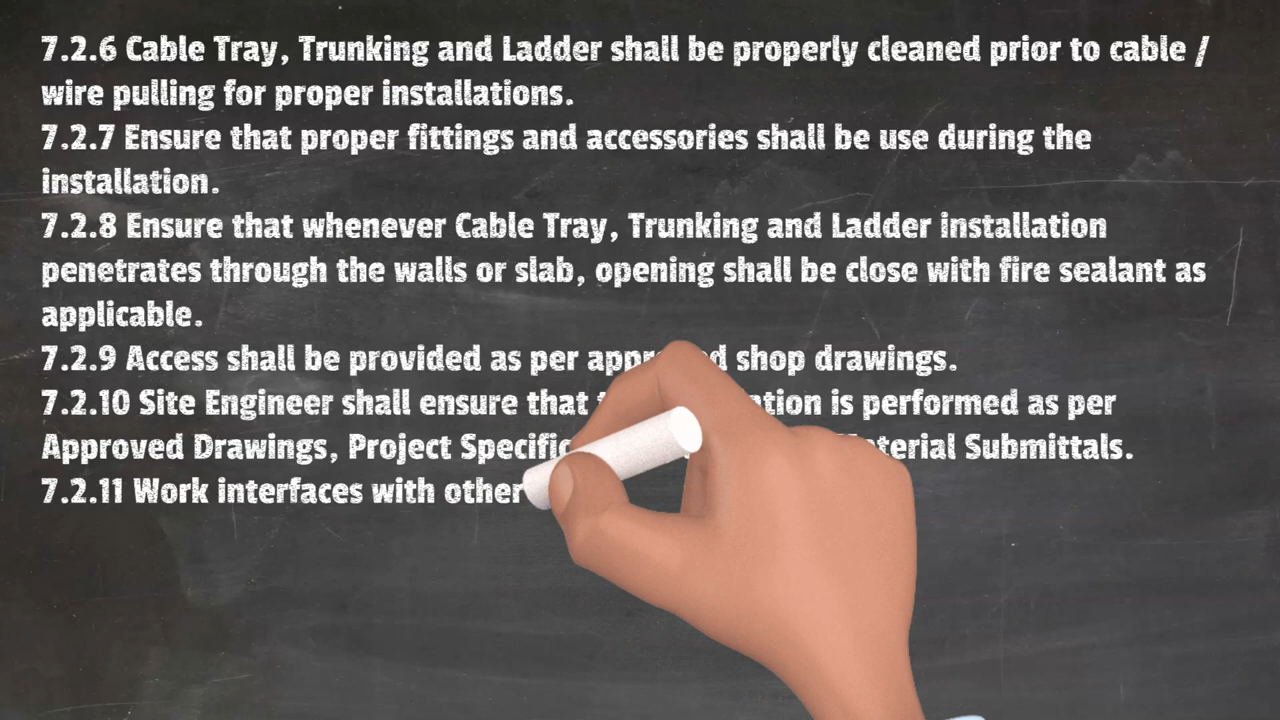 7.2.6 Cable Tray, Trunking and Ladder shall be properly cleaned prior to cable /
wire pulling for proper installations.
7.2.7 Ensure that proper fittings and accessories shall be use during the
installation.
7.2.8 Ensure that whenever Cable Tray, Trunking and Ladder installation
penetrates through the walls or slab, opening shall be close with fire sealant as
applicable.
7.2.9 Access shall be provided as per shop drawings.
7.2.10 Site Engineer shall ensure that is performed as per
Approved Drawings, Project Submittals.
7.2.11 Work interfaces with other